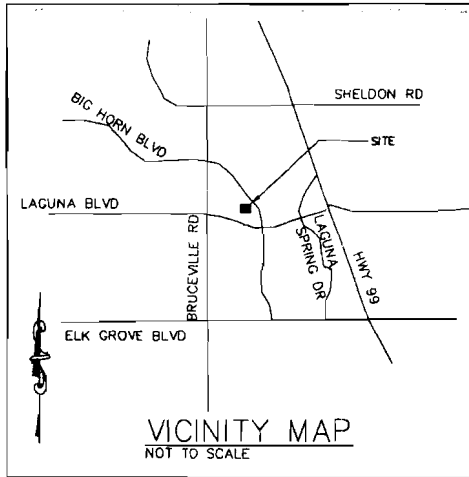 SHELDON RD
BIG HORN BLVD
SITE
LAGUNA BLVD
BRUCEVILLE RD
LAGUNA
SPRING DR
HWY 99
ELK GROVE BLVD
VICINITY MAP
NOT TO SCALE